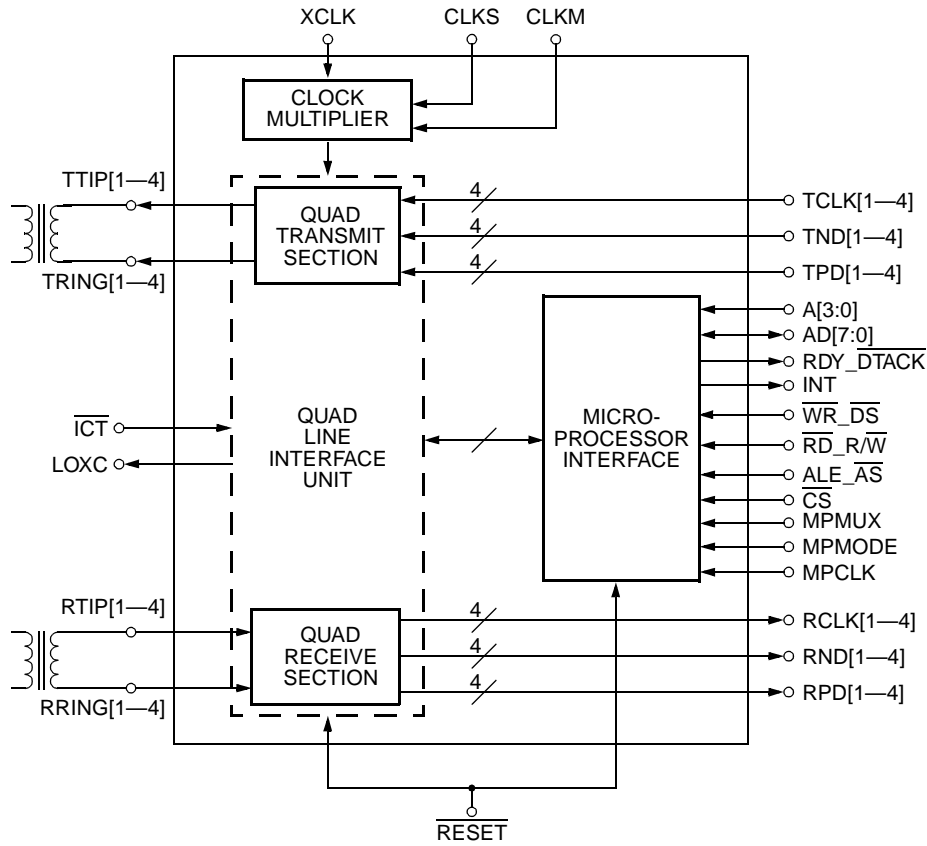 XCLK
CLKS
CLKM
CLOCK
MULTIPLIER
TTIP[1—4]
TRING[1—4]
QUAD
TRANSMIT
SECTION
4
4
4
TCLK[1—4]
TND[1—4]
TPD[1—4]
A[3:0]
AD[7:0]
RDY_DTACK
INT
WR_DS
RD_R/W
ALE_AS
CS
MPMUX
MPMODE
MPCLK
MICRO-
PROCESSOR
INTERFACE
ICT
LOXC
QUAD
LINE
INTERFACE
UNIT
RTIP[1—4]
RRING[1—4]
QUAD
RECEIVE
SECTION
4
4
4
RCLK[1—4]
RND[1—4]
RPD[1—4]
RESET